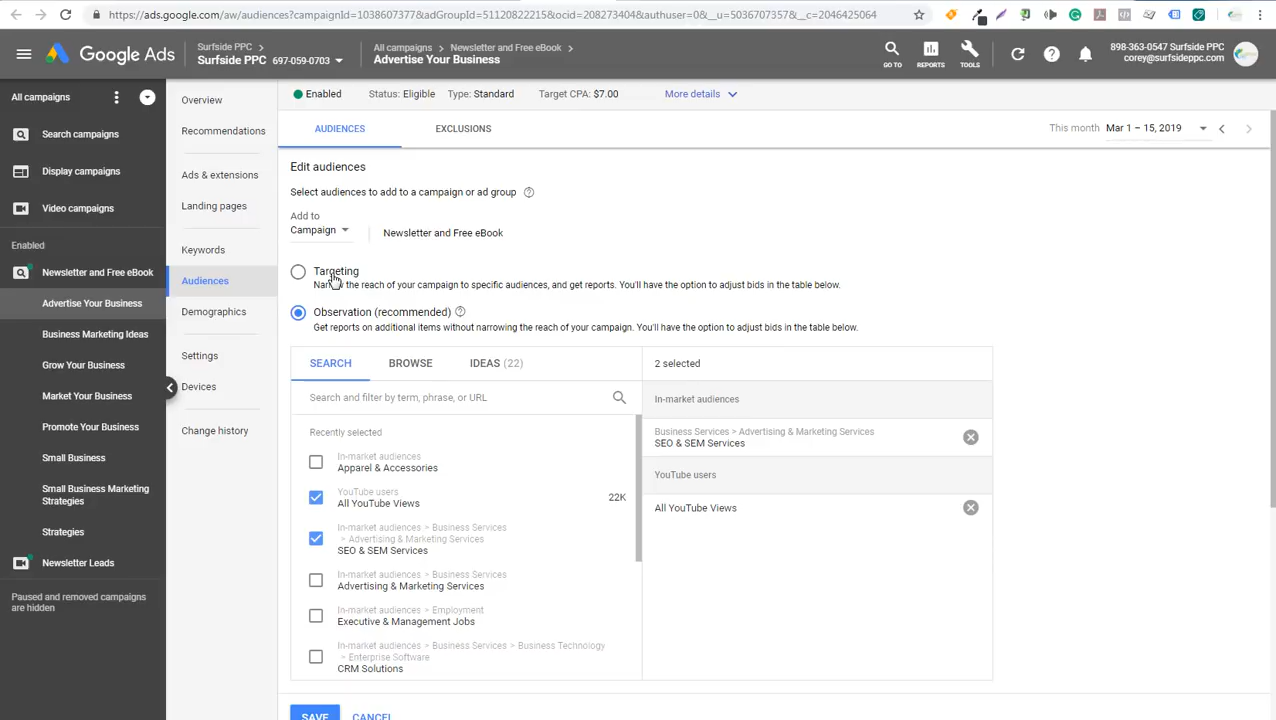 https://ads.google.com/aw/audiences?campaignId=1038607377&adGroupId=51120822215&ocid=208273404&authuser=0&__u=5036707357&__c=2046425064
Google Ads
Surfside PPC >
Surfside PPC 697-059-0703
All campaigns > Newsletter and Free eBook >
Advertise Your Business
GO TO
REPORTS
TOOLS
898-363-0547 Surfside PPC
corey@surfsideppc.com
All campaigns
Search campaigns
Display campaigns
Video campaigns
Enabled
Newsletter and Free eBook
Advertise Your Business
Business Marketing Ideas
Grow Your Business
Market Your Business
Promote Your Business
Small Business
Small Business Marketing
Strategies
Strategies
Newsletter Leads
Paused and removed campaigns
are hidden
Overview
Recommendations
Ads & extensions
Landing pages
Keywords
Audiences
Demographics
Settings
Devices
Change history
Enabled Status: Eligible Type: Standard Target CPA: $7.00 More details
AUDIENCES EXCLUSIONS
This month Mar 1 – 15, 2019
Edit audiences
Select audiences to add to a campaign or ad group
Add to
Campaign
Newsletter and Free eBook
Targeting
the reach of your campaign to specific audiences, and get reports. You'll have the option to adjust bids in the table below.
Observation (recommended)
Get reports on additional items without narrowing the reach of your campaign. You'll have the option to adjust bids in the table below.
SEARCH BROWSE IDEAS (22)
Search and filter by term, phrase, or URL
Recently selected
In-market audiences
Apparel & Accessories
YouTube users
All YouTube Views
22K
In-market audiences > Business Services
> Advertising & Marketing Services
SEO & SEM Services
In-market audiences > Business Services
Advertising & Marketing Services
In-market audiences > Employment
Executive & Management Jobs
In-market audiences > Business Services > Business Technology
> Enterprise Software
CRM Solutions
2 selected
In-market audiences
Business Services > Advertising & Marketing Services
SEO & SEM Services
YouTube users
All YouTube Views
SAVE CANCEL